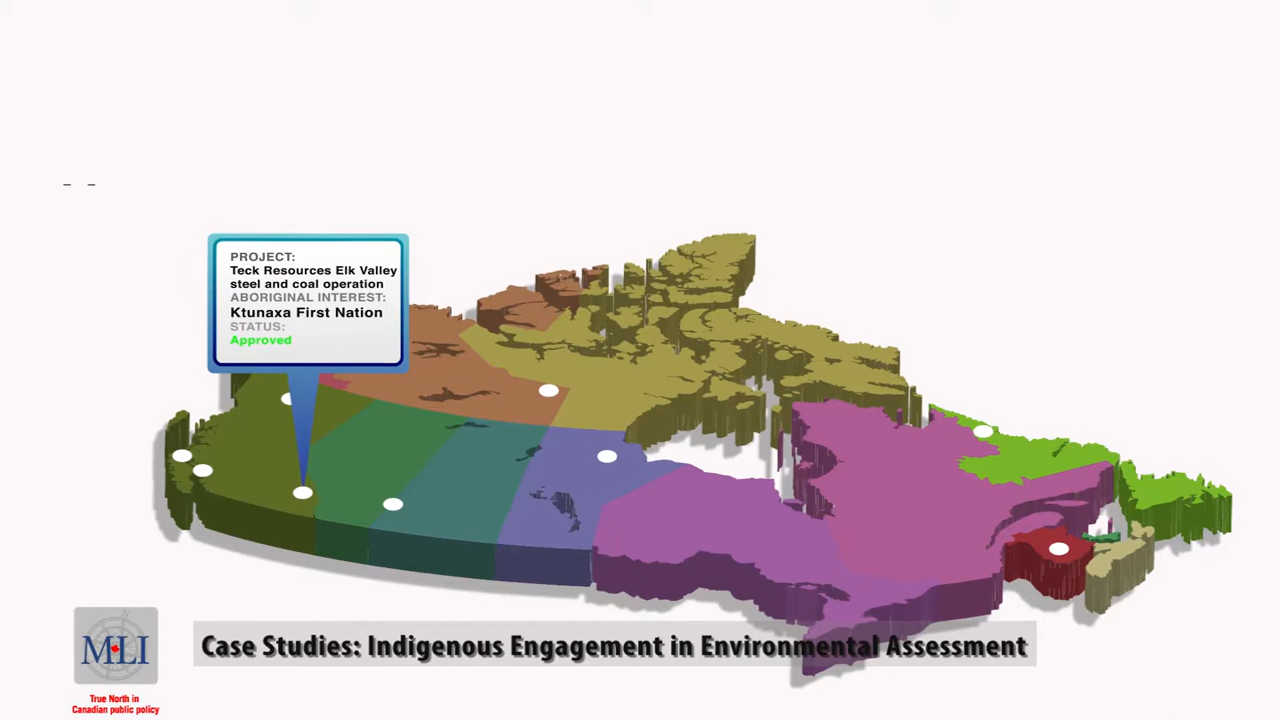 PROJECT:
Teck Resources Elk Valley
steel and coal operation
ABORIGINAL INTEREST:
Ktunaxa First Nation
STATUS:
Approved
N
MLI
True North in
Canadian public policy
Case Studies: Indigenous Engagement in Environmental Assessment